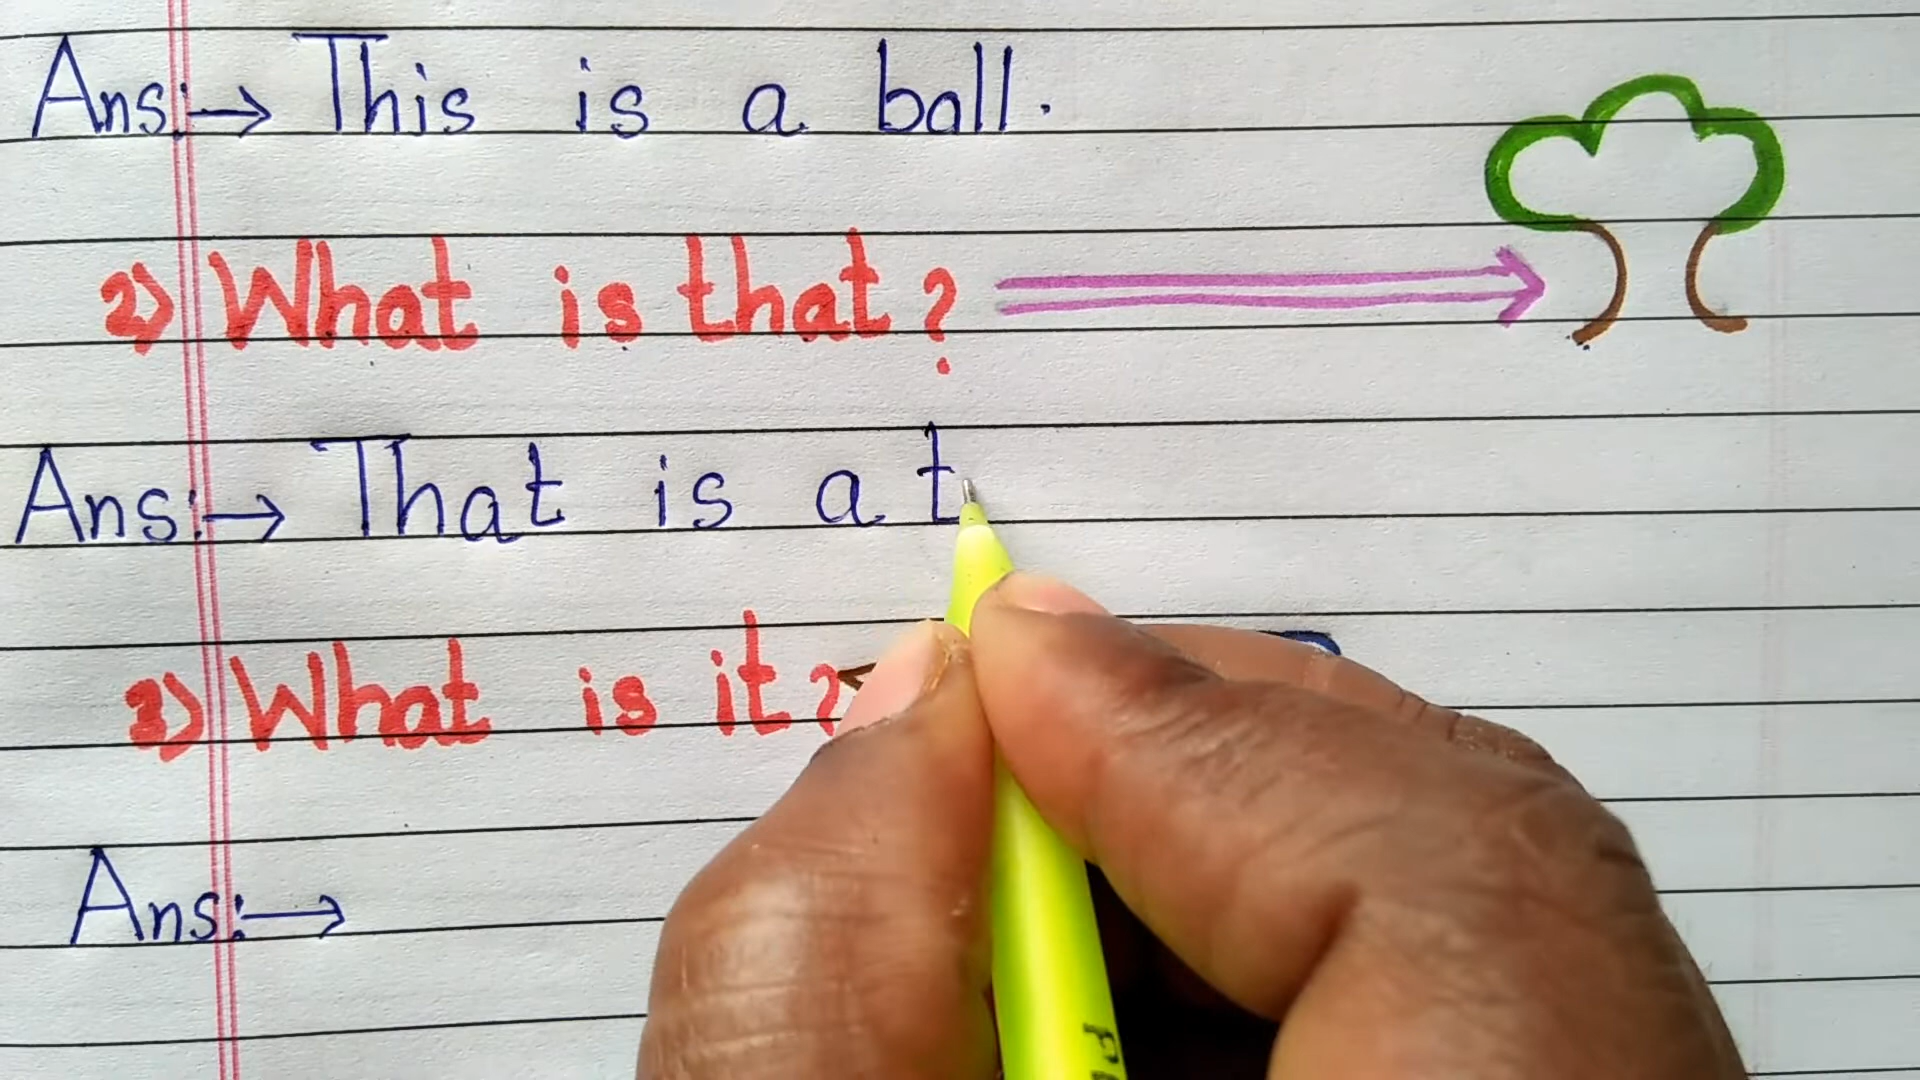 Ans:→ This is a ball.
2) What is that?
Ans:→ That is a t
3) What is it?
Ans:→